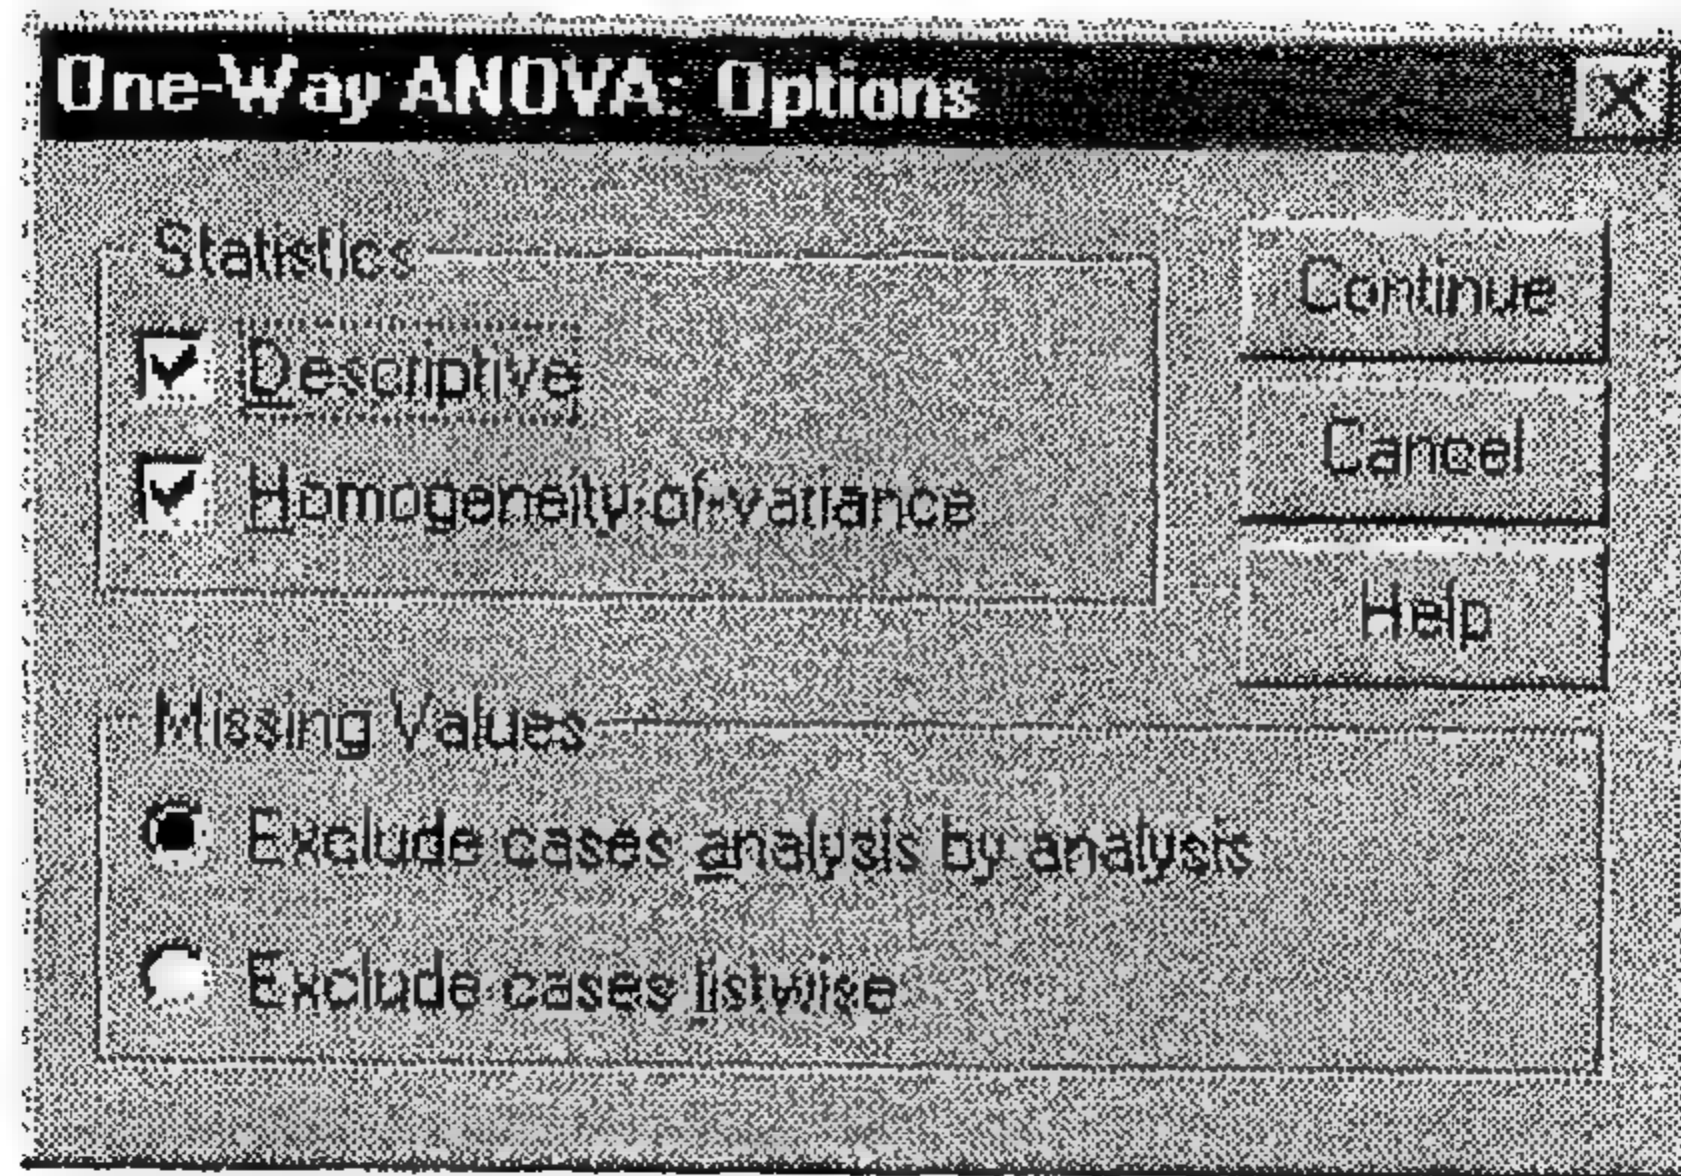 One-Way ANOVA: Options
Statistics
Descriptive
Homogeneity-of-variance
Continue
Cancel
Help
Missing Values
Exclude cases analysis by analysis
Exclude cases listwise